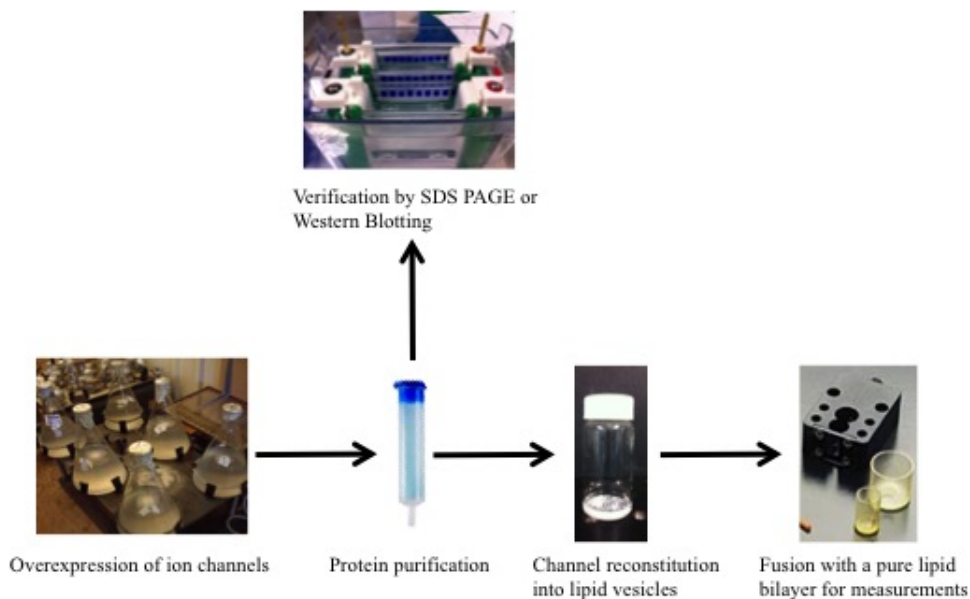 Verification by SDS PAGE or
Western Blotting
Overexpression of ion channels
Protein purification
Channel reconstitution
into lipid vesicles
Fusion with a pure lipid
bilayer for measurements